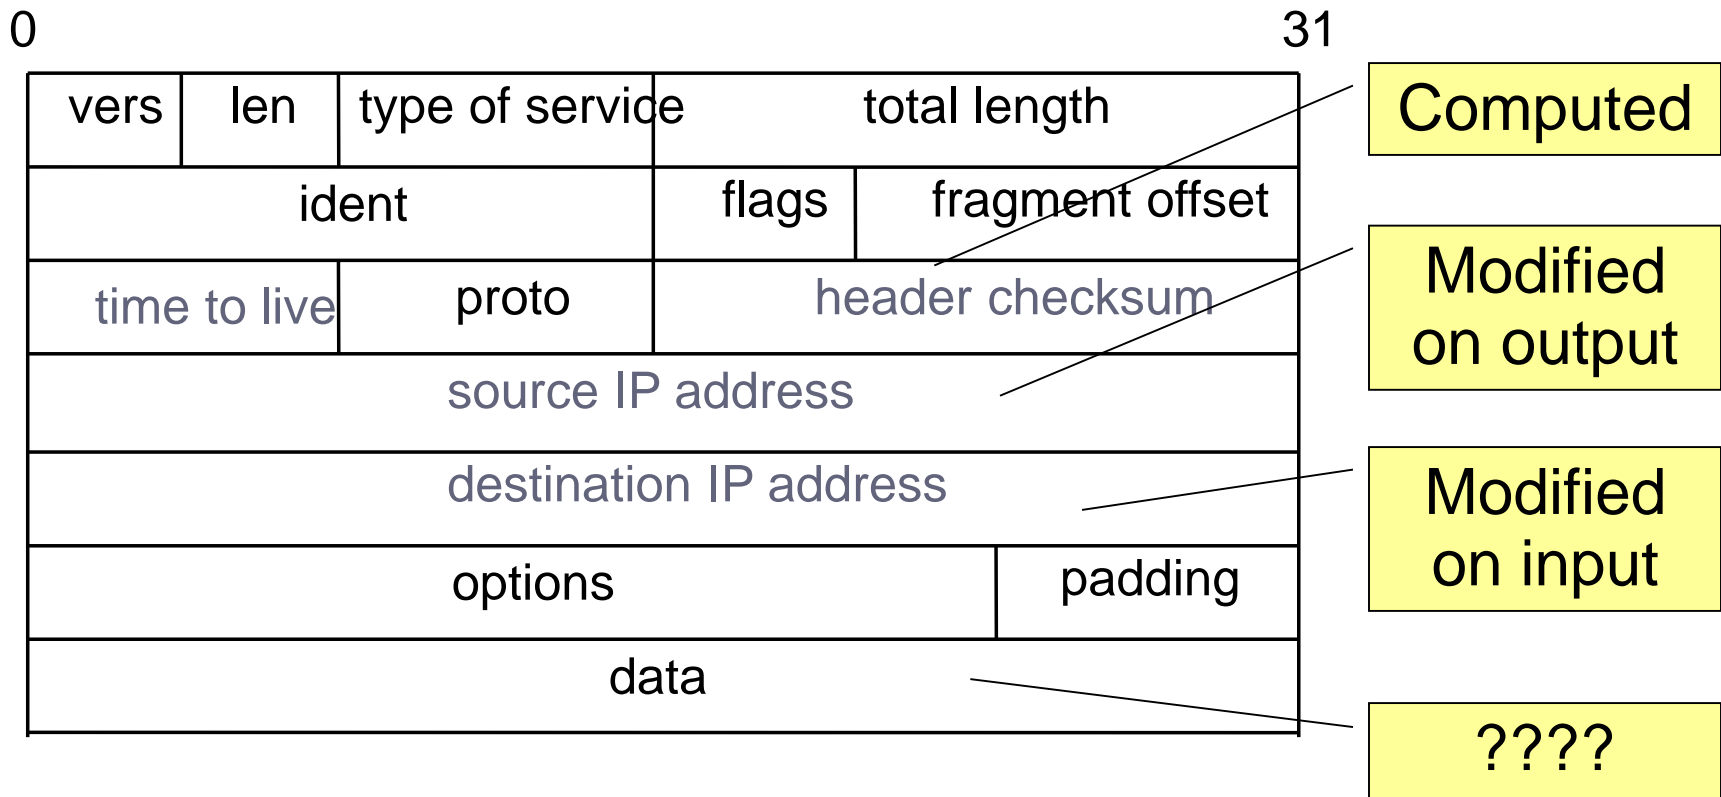 0 31
vers len type of service total length
Computed
ident flags fragment offset
time to live proto header checksum
Modified
on output
source IP address
destination IP address
Modified
on input
options padding
data
????